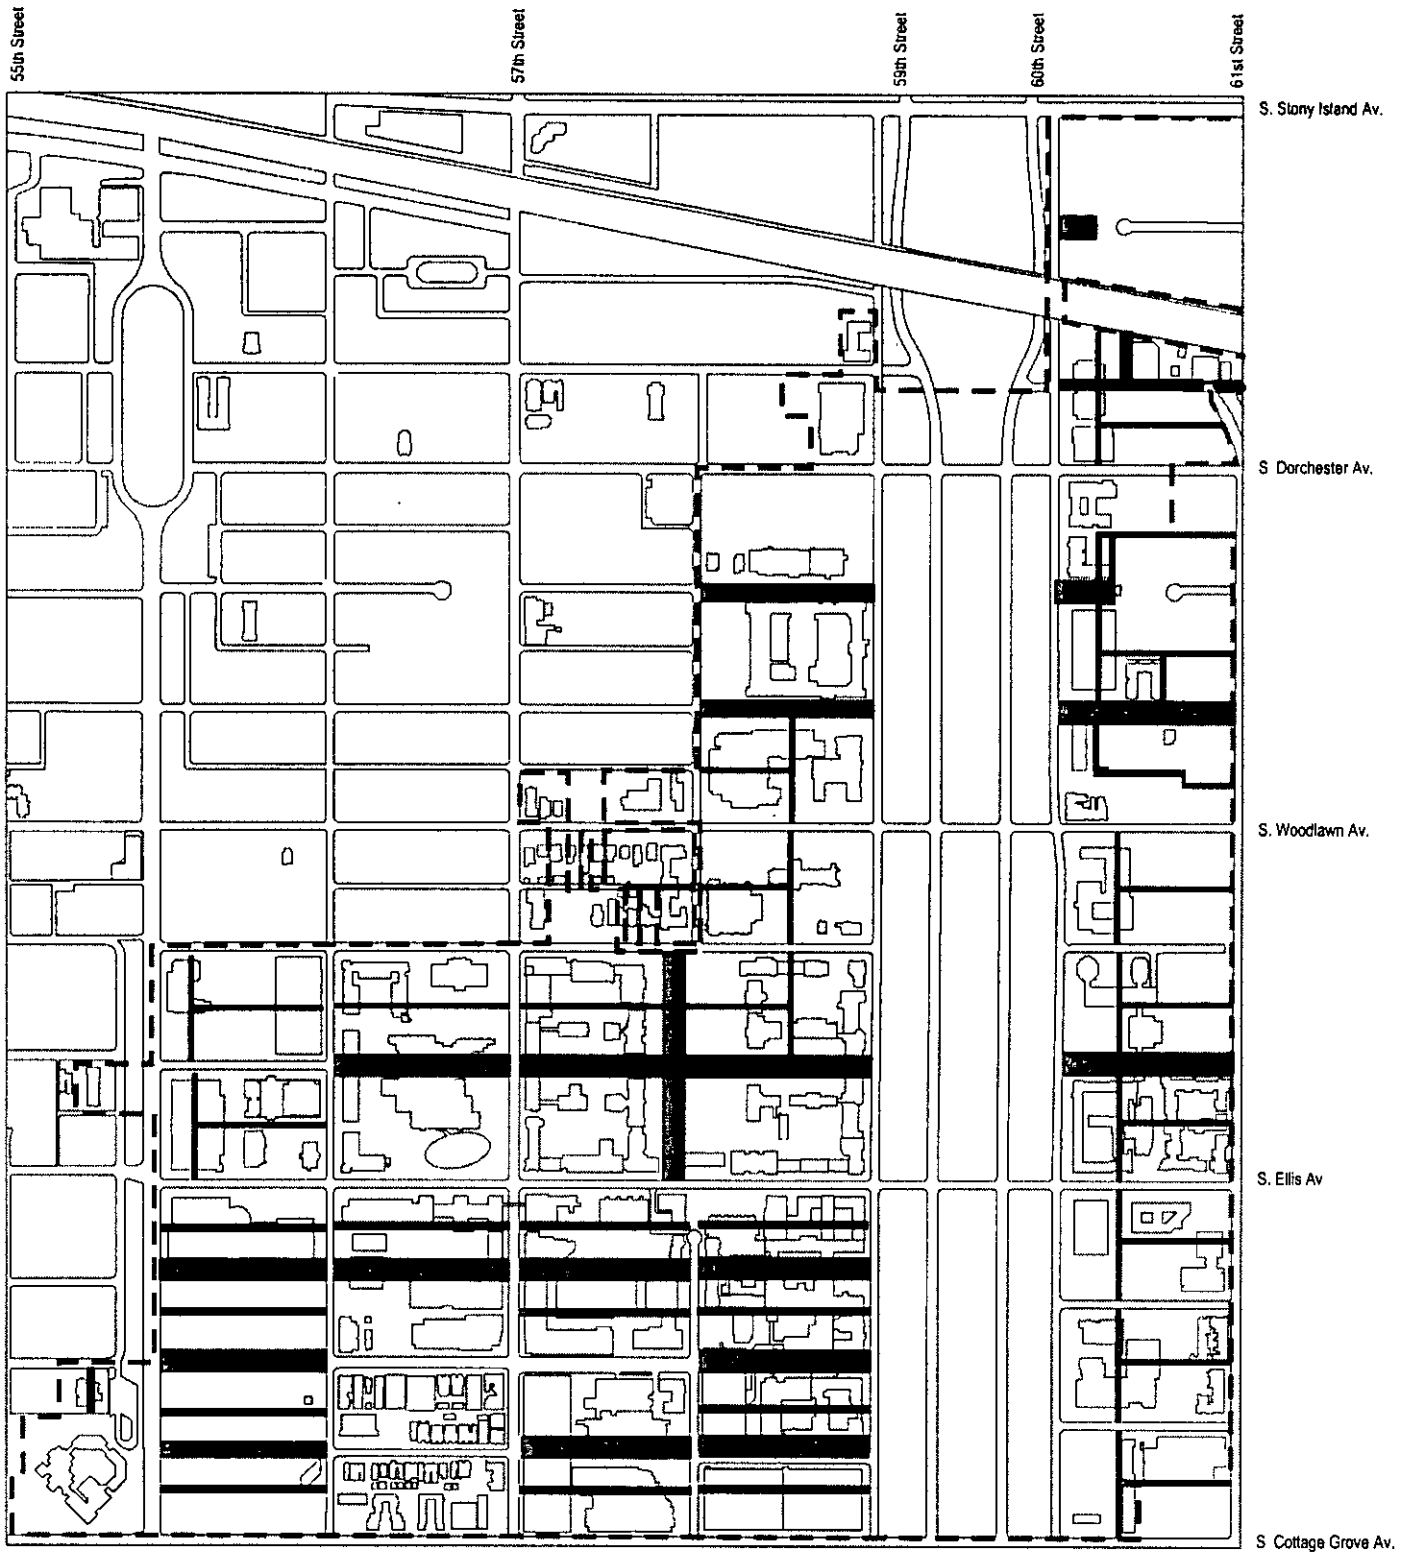 55th Street
57th Street
59th Street
60th Street
61st Street
S. Stony Island Av.
S Dorchester Av.
S. Woodlawn Av.
S. Ellis Av
S Cottage Grove Av.